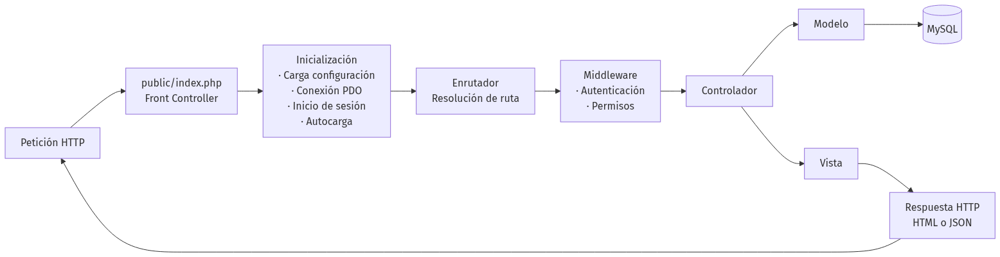 Petición HTTP
public/index.php
Front Controller
Inicialización
· Carga configuración
· Conexión PDO
· Inicio de sesión
· Autocarga
Enrutador
Resolución de ruta
Middleware
· Autenticación
· Permisos
Controlador
Modelo
MySQL
Vista
Respuesta HTTP
HTML o JSON